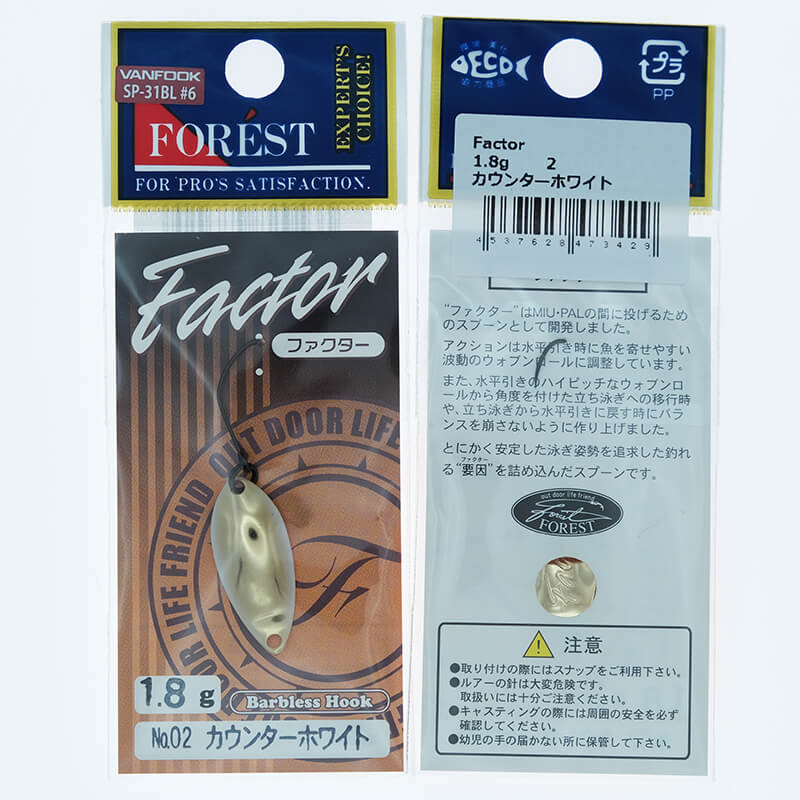 VANFOOK
SP-31BL #6
FORÉST
FOR PRO'S SATISFACTION.
EXPERT'S
CHOICE!
Factor
ファクター
OUT DOOR LIFE
OUR LIFE FRIEND
F
1.8 g
Barbless Hook
No.02 カウンターホワイト
ECO
協力商品
プラ
PP
Factor
1.8g 2
カウンターホワイト
4537628473429
“ファクター”はMIU・PALの間に投げるため
のスプーンとして開発しました。
アクションは水平引き時に魚を寄せやすい
波動のウォブンロールに調整しています。
また、水平引きのハイピッチなウォブンロ
ールから角度を付けた立ち泳ぎへの移行時
や、立ち泳ぎから水平引きに戻す時にバラ
ンスを崩さないように作り上げました。
とにかく安定した泳ぎ姿勢を追求した釣れ
ファクター
る“要因”を詰め込んだスプーンです。
out door life friend
Forest
FOREST
注意
●取り付けの際にはスナップをご利用下さい。
●ルアーの針は大変危険です。
取扱いには十分ご注意ください。
●キャスティングの際には周囲の安全を必ず
確認してください。
●幼児の手の届かない所に保管して下さい。